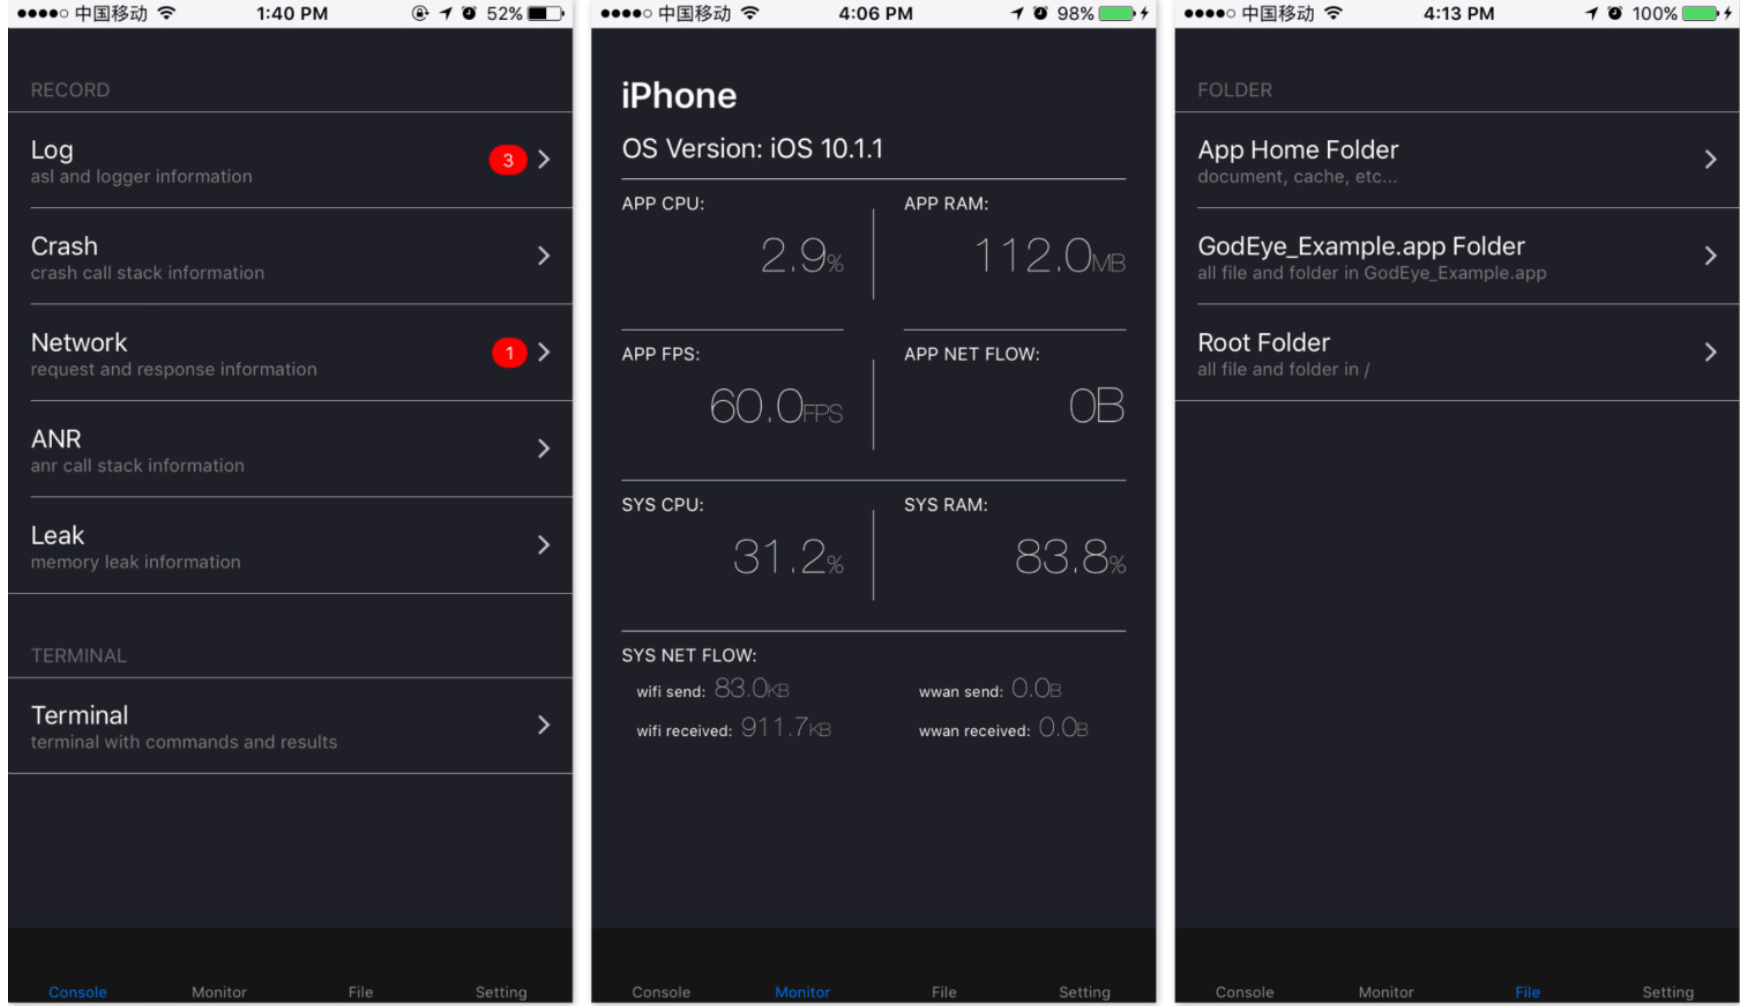 中国移动 1:40 PM 52%
RECORD
Log
asl and logger information
3
Crash
crash call stack information
Network
request and response information
1
ANR
anr call stack information
Leak
memory leak information
TERMINAL
Terminal
terminal with commands and results
Console Monitor File Setting
中国移动 4:06 PM 98%
iPhone
OS Version: iOS 10.1.1
APP CPU: APP RAM:
2.9% 112.0MB
APP FPS: APP NET FLOW:
60.0FPS 0B
SYS CPU: SYS RAM:
31.2% 83.8%
SYS NET FLOW:
wifi send: 83.0KB wwan send: 0.0B
wifi received: 911.7KB wwan received: 0.0B
Console Monitor File Setting
中国移动 4:13 PM 100%
FOLDER
App Home Folder
document, cache, etc...
GodEye_Example.app Folder
all file and folder in GodEye_Example.app
Root Folder
all file and folder in /
Console Monitor File Setting